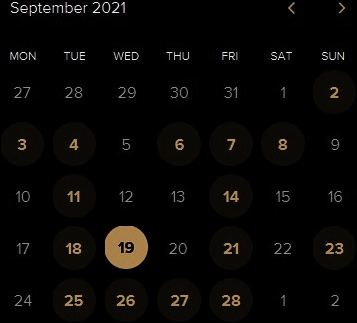 September 2021
MON TUE WED THU FRI SAT SUN
27 28 29 30 31 1 2
3 4 5 6 7 8 9
10 11 12 13 14 15 16
17 18 19 20 21 22 23
24 25 26 27 28 1 2